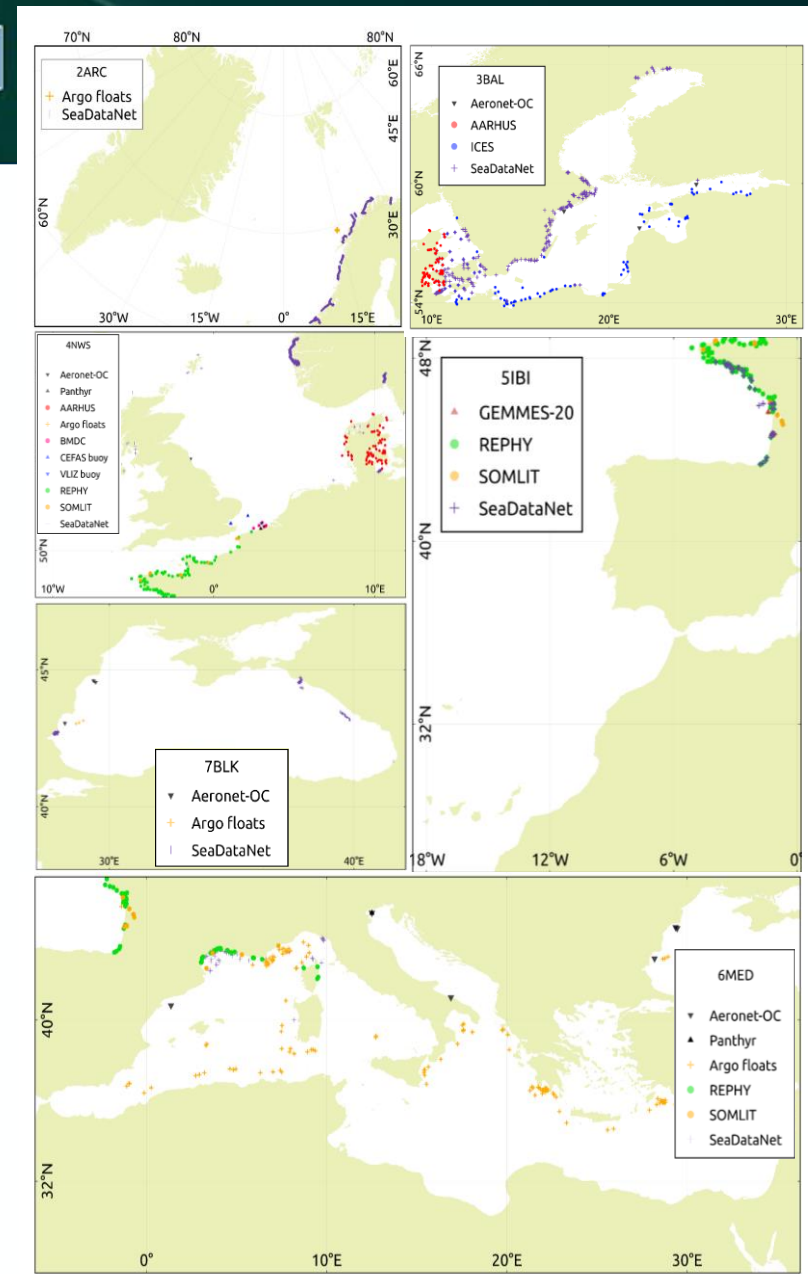 70°N 80°N 80°N
2ARC
Argo floats
SeaDataNet
60°E
45°E
30°E
60°N
30°W 15°W 0° 15°E
66°N
3BAL
Aeronet-OC
AARHUS
ICES
SeaDataNet
60°N
54°N
10°E 20°E 30°E
4NWS
Aeronet-OC
Panthyr
AARHUS
Argo floats
BMDC
CEFAS buoy
VLIZ buoy
REPHY
SOMLIT
SeaDataNet
50°N
10°W 0° 10°E
48°N
5IBI
GEMMES-20
REPHY
SOMLIT
SeaDataNet
40°N
32°N
18°W 12°W 6°W 0°
45°N
7BLK
Aeronet-OC
Argo floats
SeaDataNet
40°N
30°E 40°E
6MED
Aeronet-OC
Panthyr
Argo floats
REPHY
SOMLIT
SeaDataNet
40°N
32°N
0° 10°E 20°E 30°E